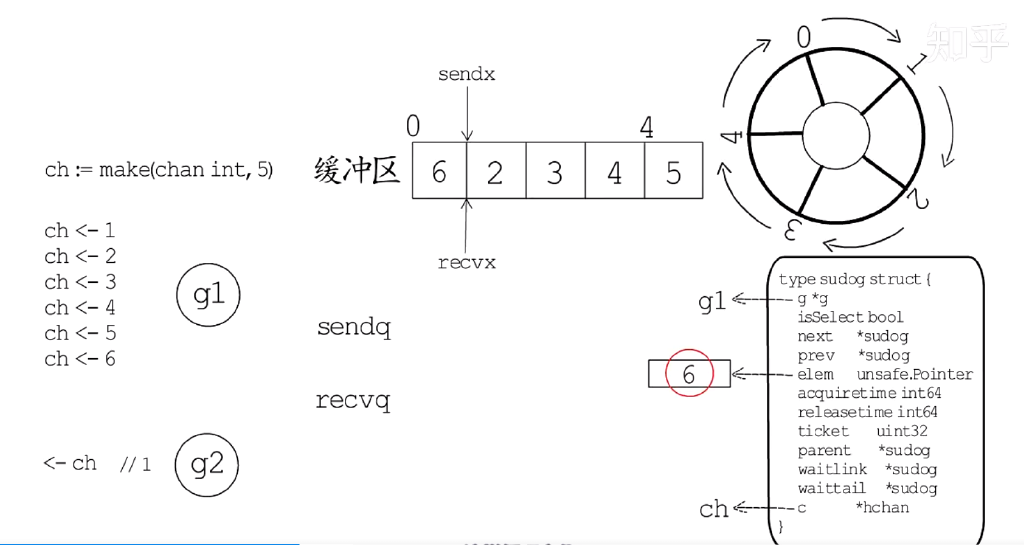 知乎
sendx
0 4
ch := make(chan int, 5)
缓冲区 6 2 3 4 5
recvx
0
1
2
3
4
ch <- 1
ch <- 2
ch <- 3
ch <- 4
ch <- 5
ch <- 6
g1
sendq
recvq
<- ch //1
g2
g1
6
ch
type sudog struct {
g *g
isSelect bool
next *sudog
prev *sudog
elem unsafe.Pointer
acquiretime int64
releasetime int64
ticket uint32
parent *sudog
waitlink *sudog
waittail *sudog
c *hchan
}